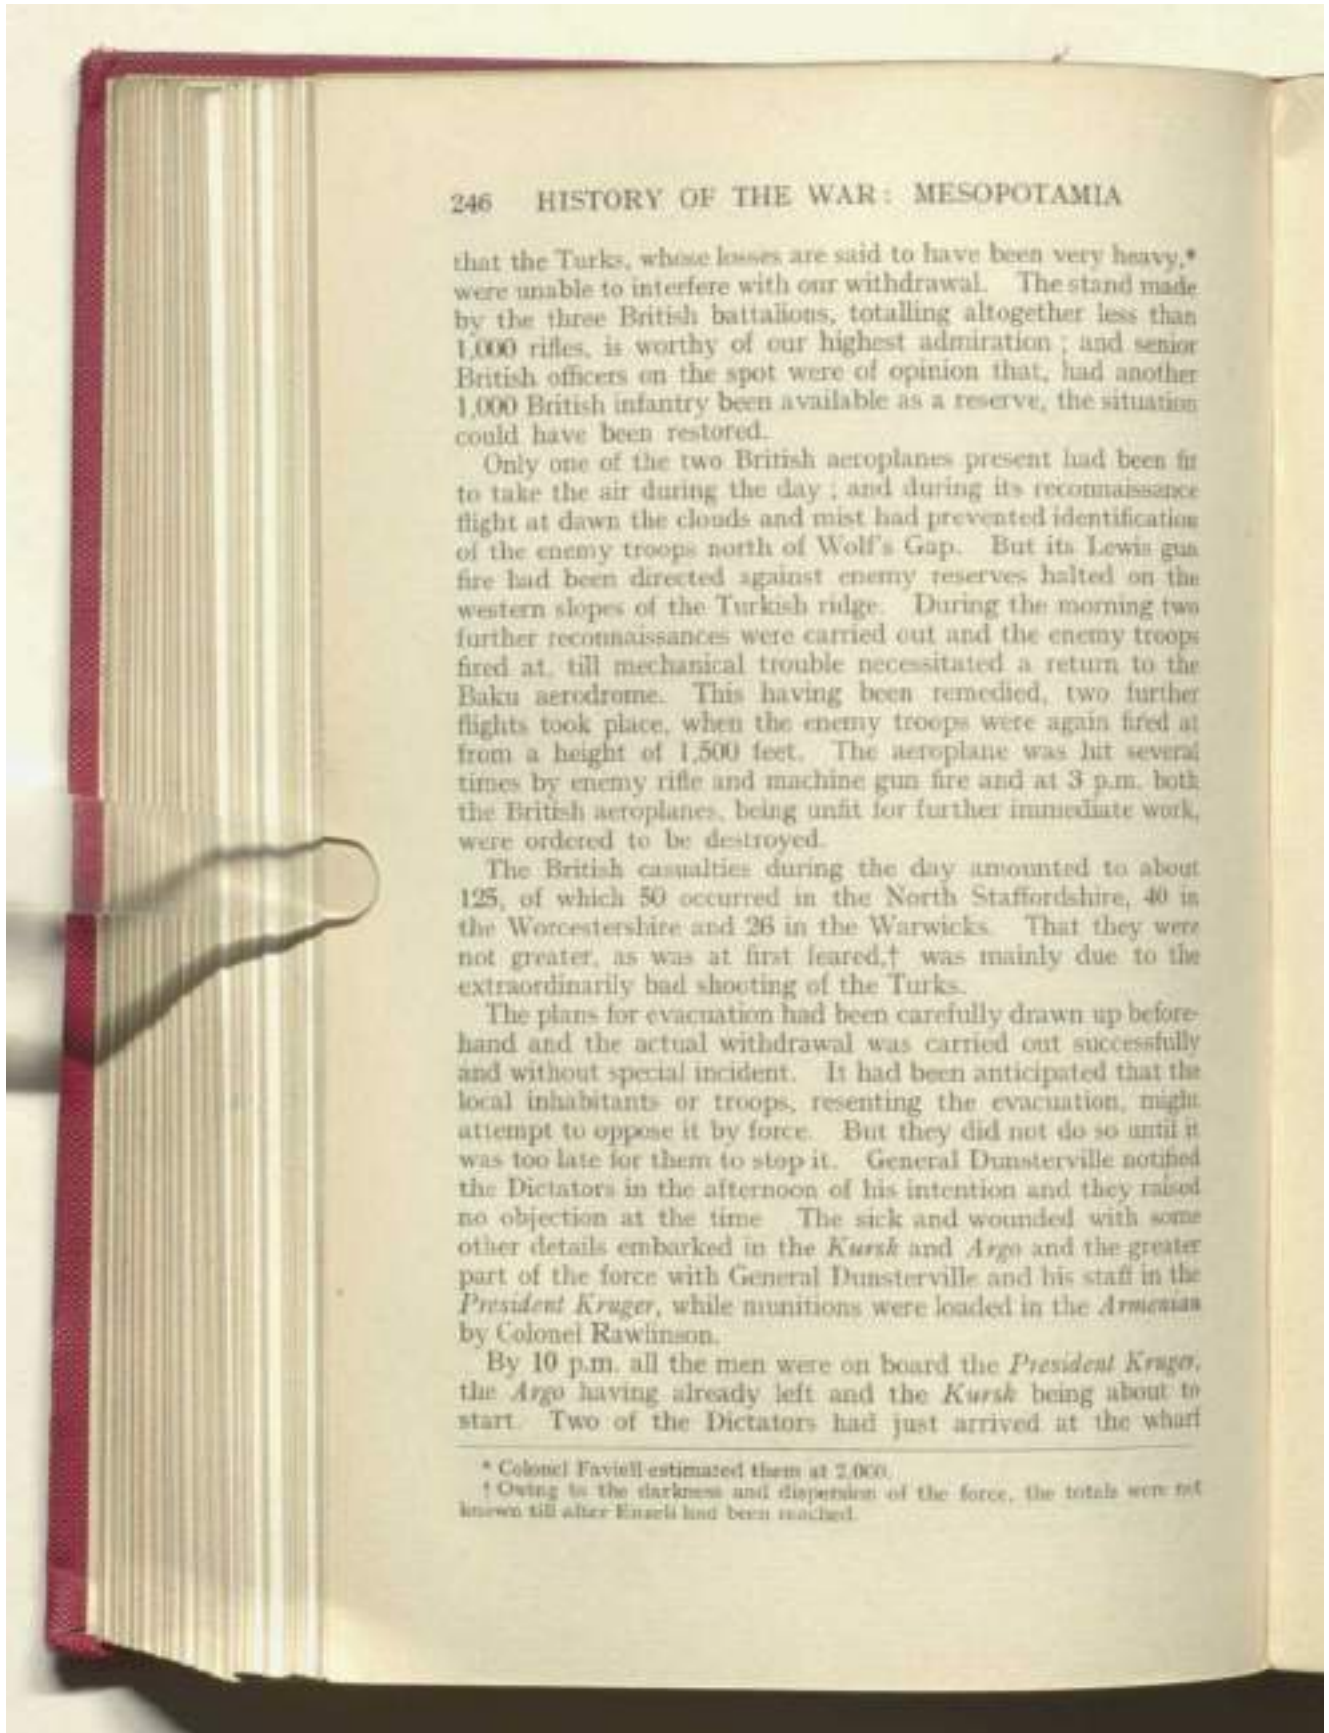 246 HISTORY OF THE WAR: MESOPOTAMIA
that the Turks, whose losses are said to have been very heavy,*
were unable to interfere with our withdrawal. The stand made
by the three British battalions, totalling altogether less than
1,000 rifles, is worthy of our highest admiration ; and senior
British officers on the spot were of opinion that, had another
1,000 British infantry been available as a reserve, the situation
could have been restored.
Only one of the two British aeroplanes present had been fit
to take the air during the day ; and during its reconnaissance
flight at dawn the clouds and mist had prevented identification
of the enemy troops north of Wolf's Gap. But its Lewis gun
fire had been directed against enemy reserves halted on the
western slopes of the Turkish ridge. During the morning two
further reconnaissances were carried out and the enemy troops
fired at, till mechanical trouble necessitated a return to the
Baku aerodrome. This having been remedied, two further
flights took place, when the enemy troops were again fired at
from a height of 1,500 feet. The aeroplane was hit several
times by enemy rifle and machine gun fire and at 3 p.m. both
the British aeroplanes, being unfit for further immediate work,
were ordered to be destroyed.
The British casualties during the day amounted to about
125, of which 50 occurred in the North Staffordshire, 40 in
the Worcestershire and 26 in the Warwicks. That they were
not greater, as was at first feared,† was mainly due to the
extraordinarily bad shooting of the Turks.
The plans for evacuation had been carefully drawn up before-
hand and the actual withdrawal was carried out successfully
and without special incident. It had been anticipated that the
local inhabitants or troops, resenting the evacuation, might
attempt to oppose it by force. But they did not do so until it
was too late for them to stop it. General Dunsterville notified
the Dictators in the afternoon of his intention and they raised
no objection at the time The sick and wounded with some
other details embarked in the Kursk and Argo and the greater
part of the force with General Dunsterville and his staff in the
President Kruger, while munitions were loaded in the Armenian
by Colonel Rawlinson.
By 10 p.m. all the men were on board the President Kruger,
the Argo having already left and the Kursk being about to
start. Two of the Dictators had just arrived at the wharf
* Colonel Faviell estimated them at 2,000.
† Owing to the darkness and dispersion of the force, the totals were not
known till after Enzeli had been reached.